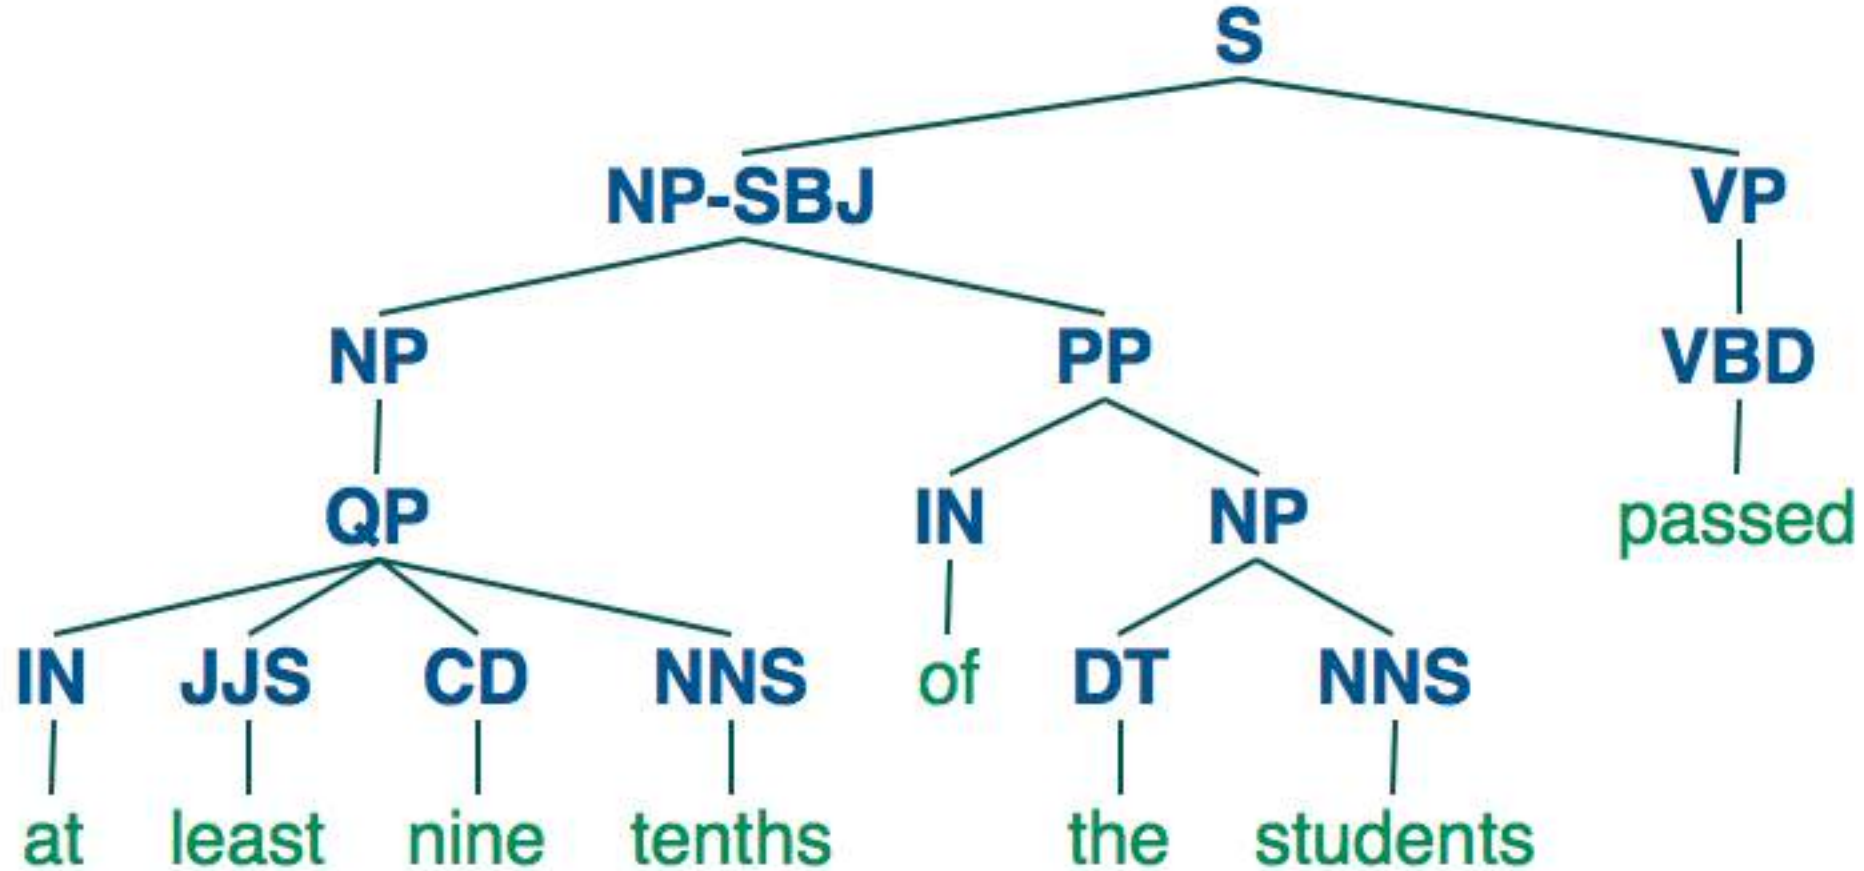 S
NP-SBJ VP
NP PP VBD
QP IN NP passed
IN JJS CD NNS of DT NNS
at least nine tenths the students